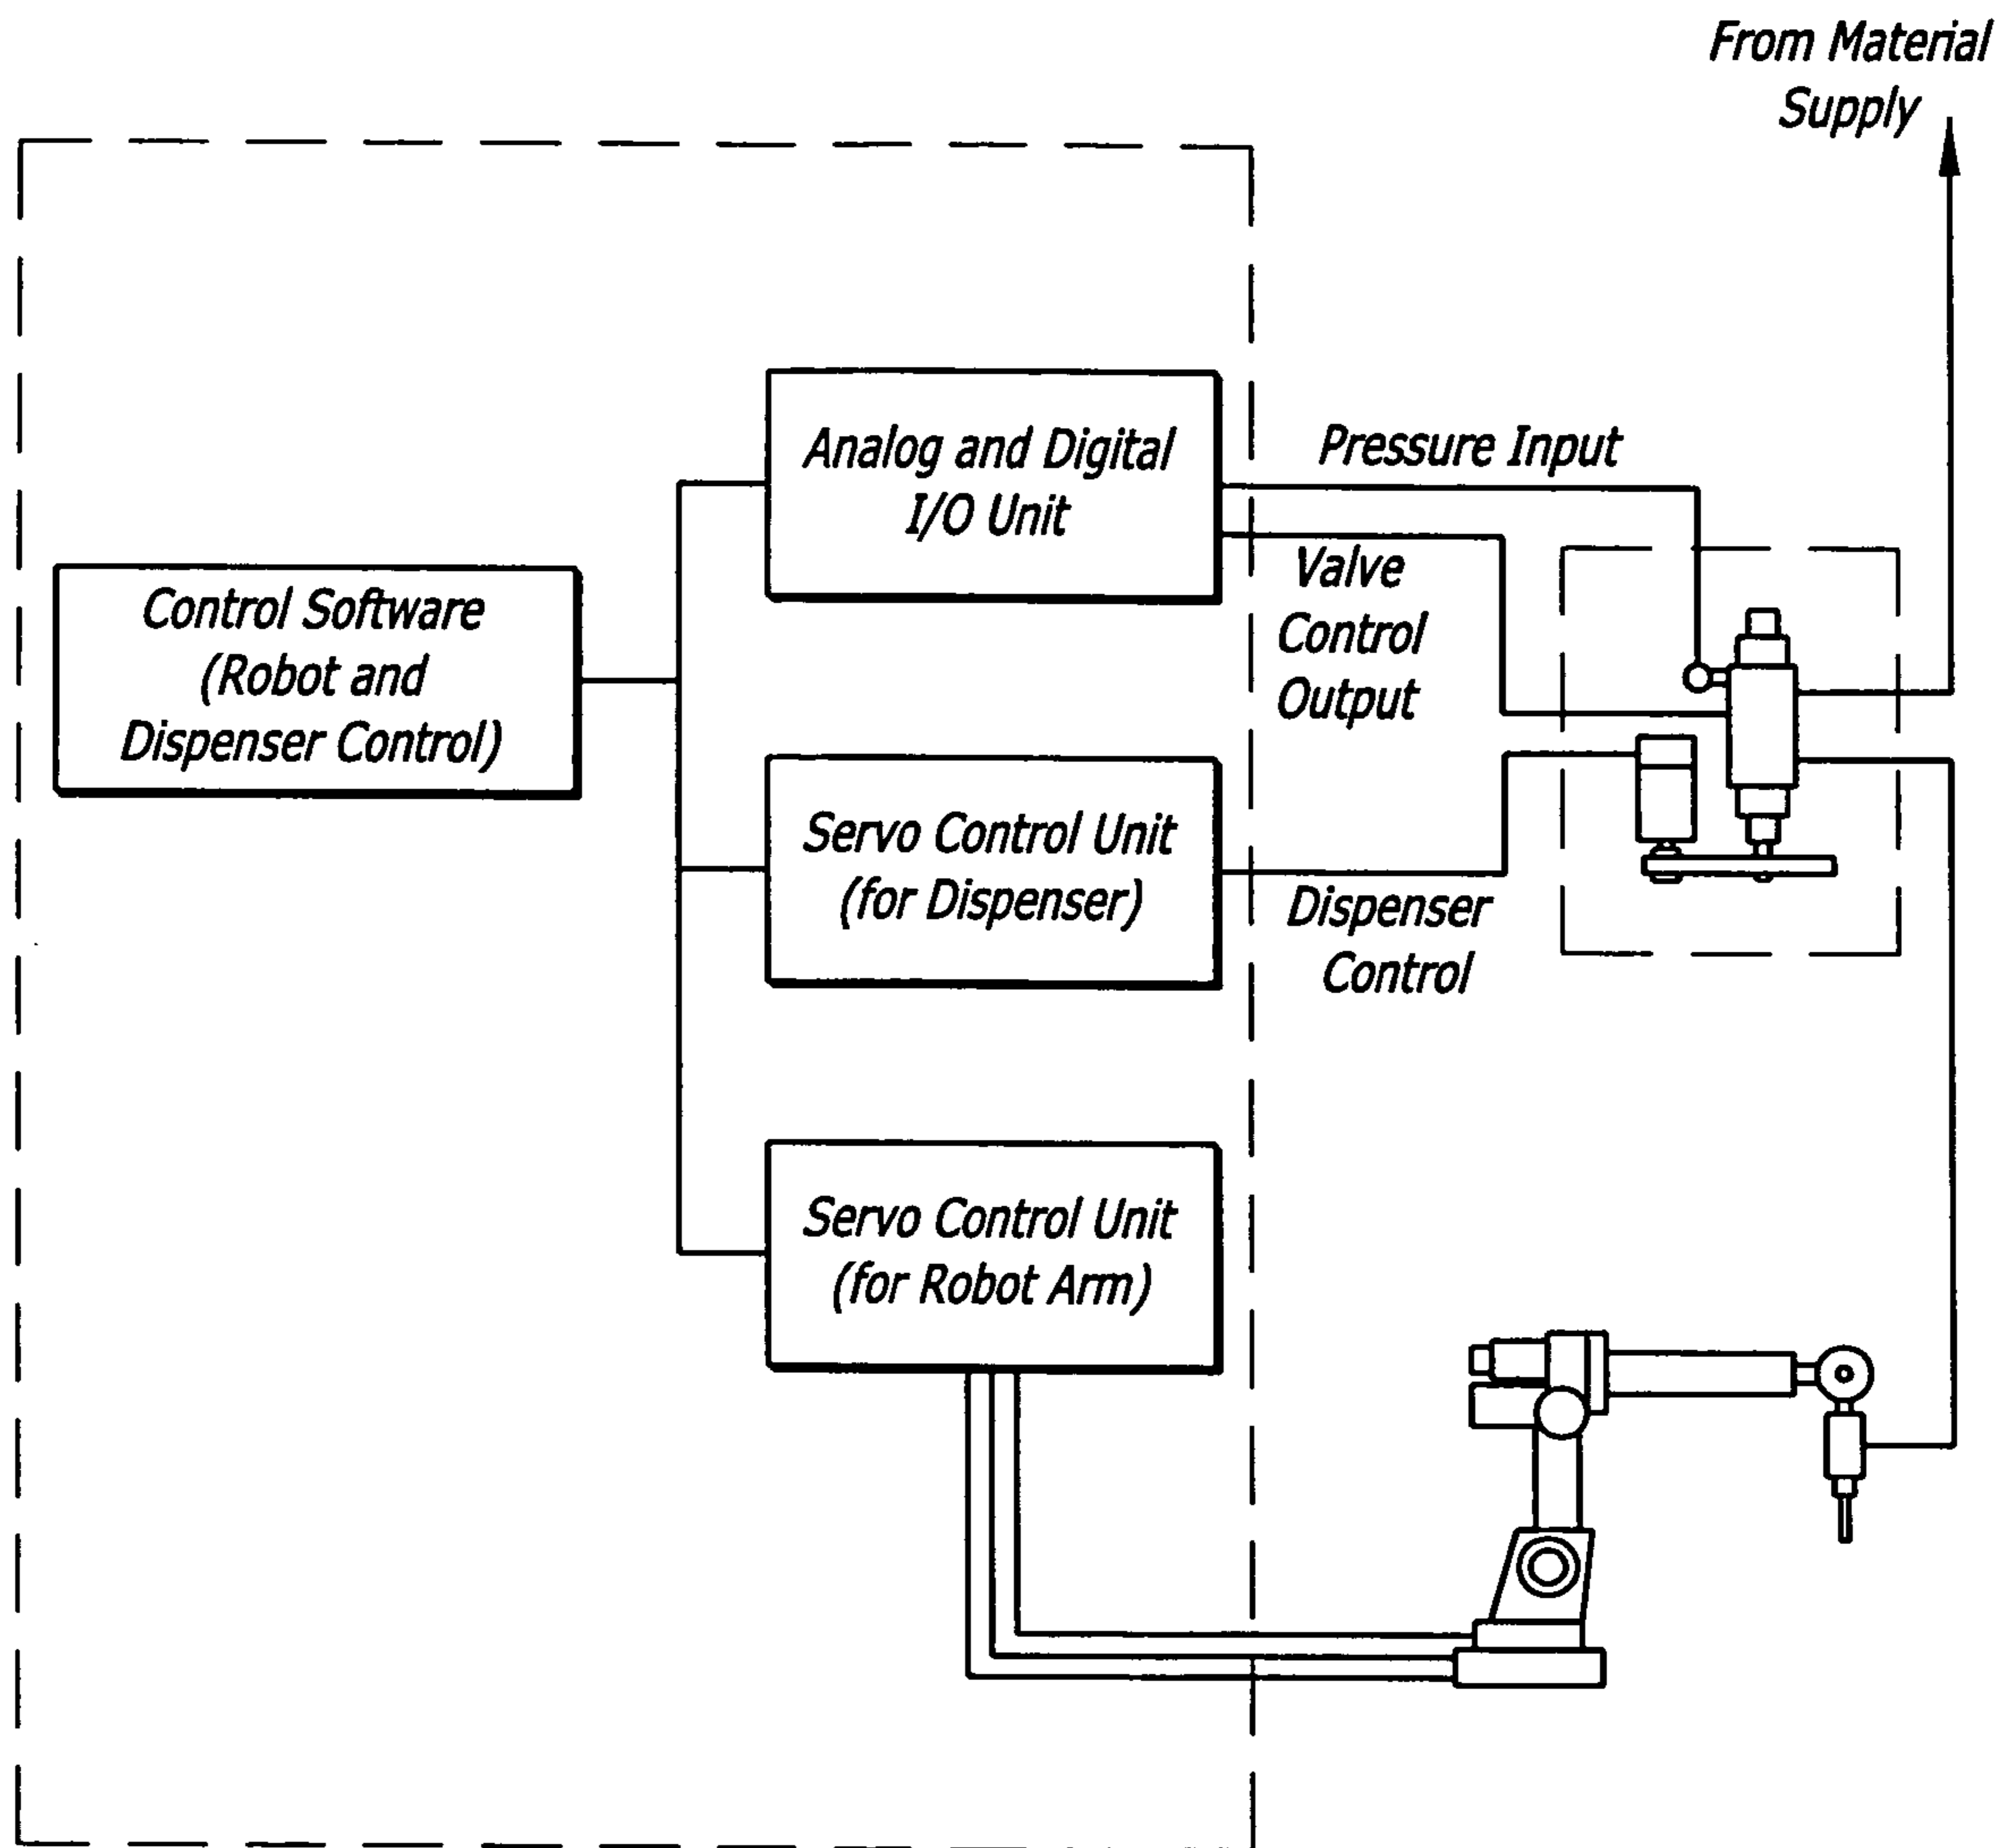 From Material
Supply
Analog and Digital
I/O Unit
Pressure Input
Valve
Control
Output
Control Software
(Robot and
Dispenser Control)
Servo Control Unit
(for Dispenser)
Dispenser
Control
Servo Control Unit
(for Robot Arm)